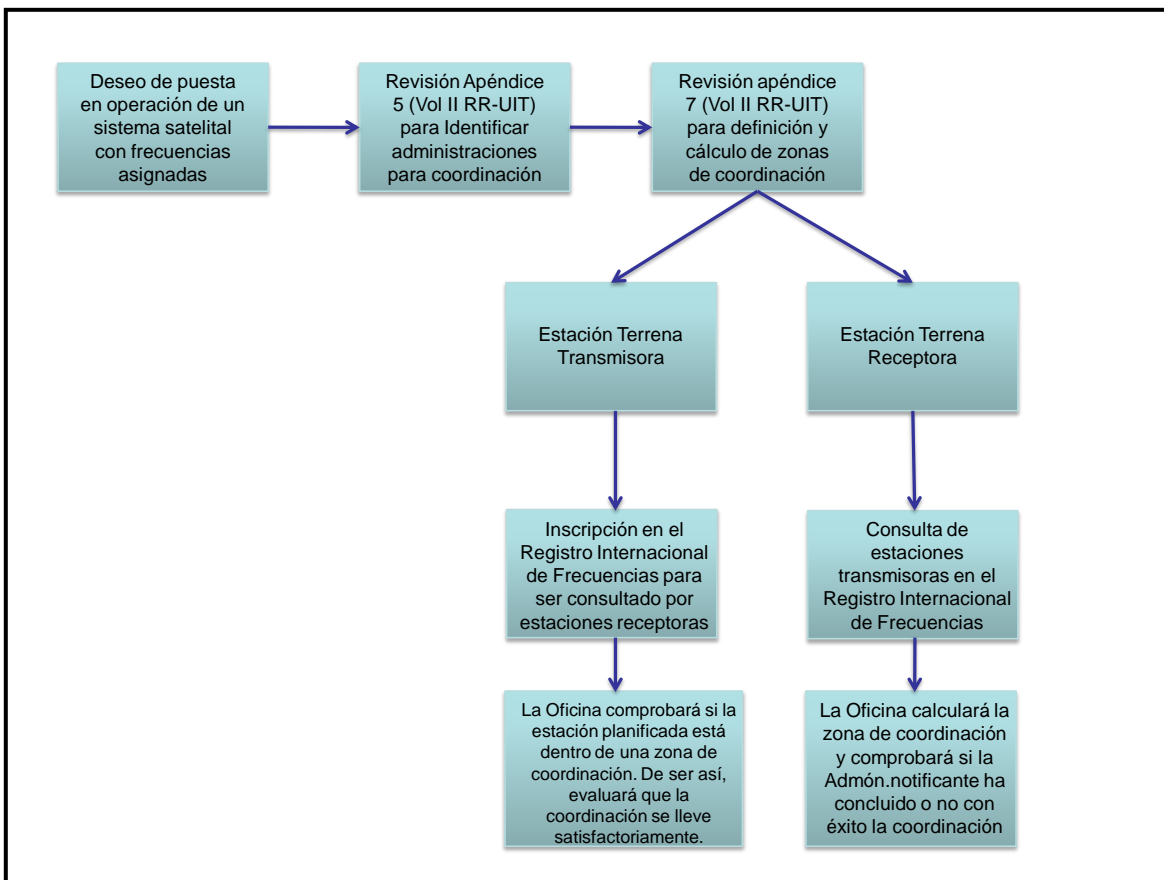 Deseo de puesta
en operación de un
sistema satelital
con frecuencias
asignadas
Revisión Apéndice
5 (Vol II RR-UIT)
para Identificar
administraciones
para coordinación
Revisión apéndice
7 (Vol II RR-UIT)
para definición y
cálculo de zonas
de coordinación
Estación Terrena
Transmisora
Estación Terrena
Receptora
Inscripción en el
Registro Internacional
de Frecuencias para
ser consultado por
estaciones receptoras
Consulta de
estaciones
transmisoras en el
Registro Internacional
de Frecuencias
La Oficina comprobará si la
estación planificada está
dentro de una zona de
coordinación. De ser así,
evaluará que la
coordinación se lleve
satisfactoriamente.
La Oficina calculará la
zona de coordinación
y comprobará si la
Admón.notificante ha
concluido o no con
éxito la coordinación